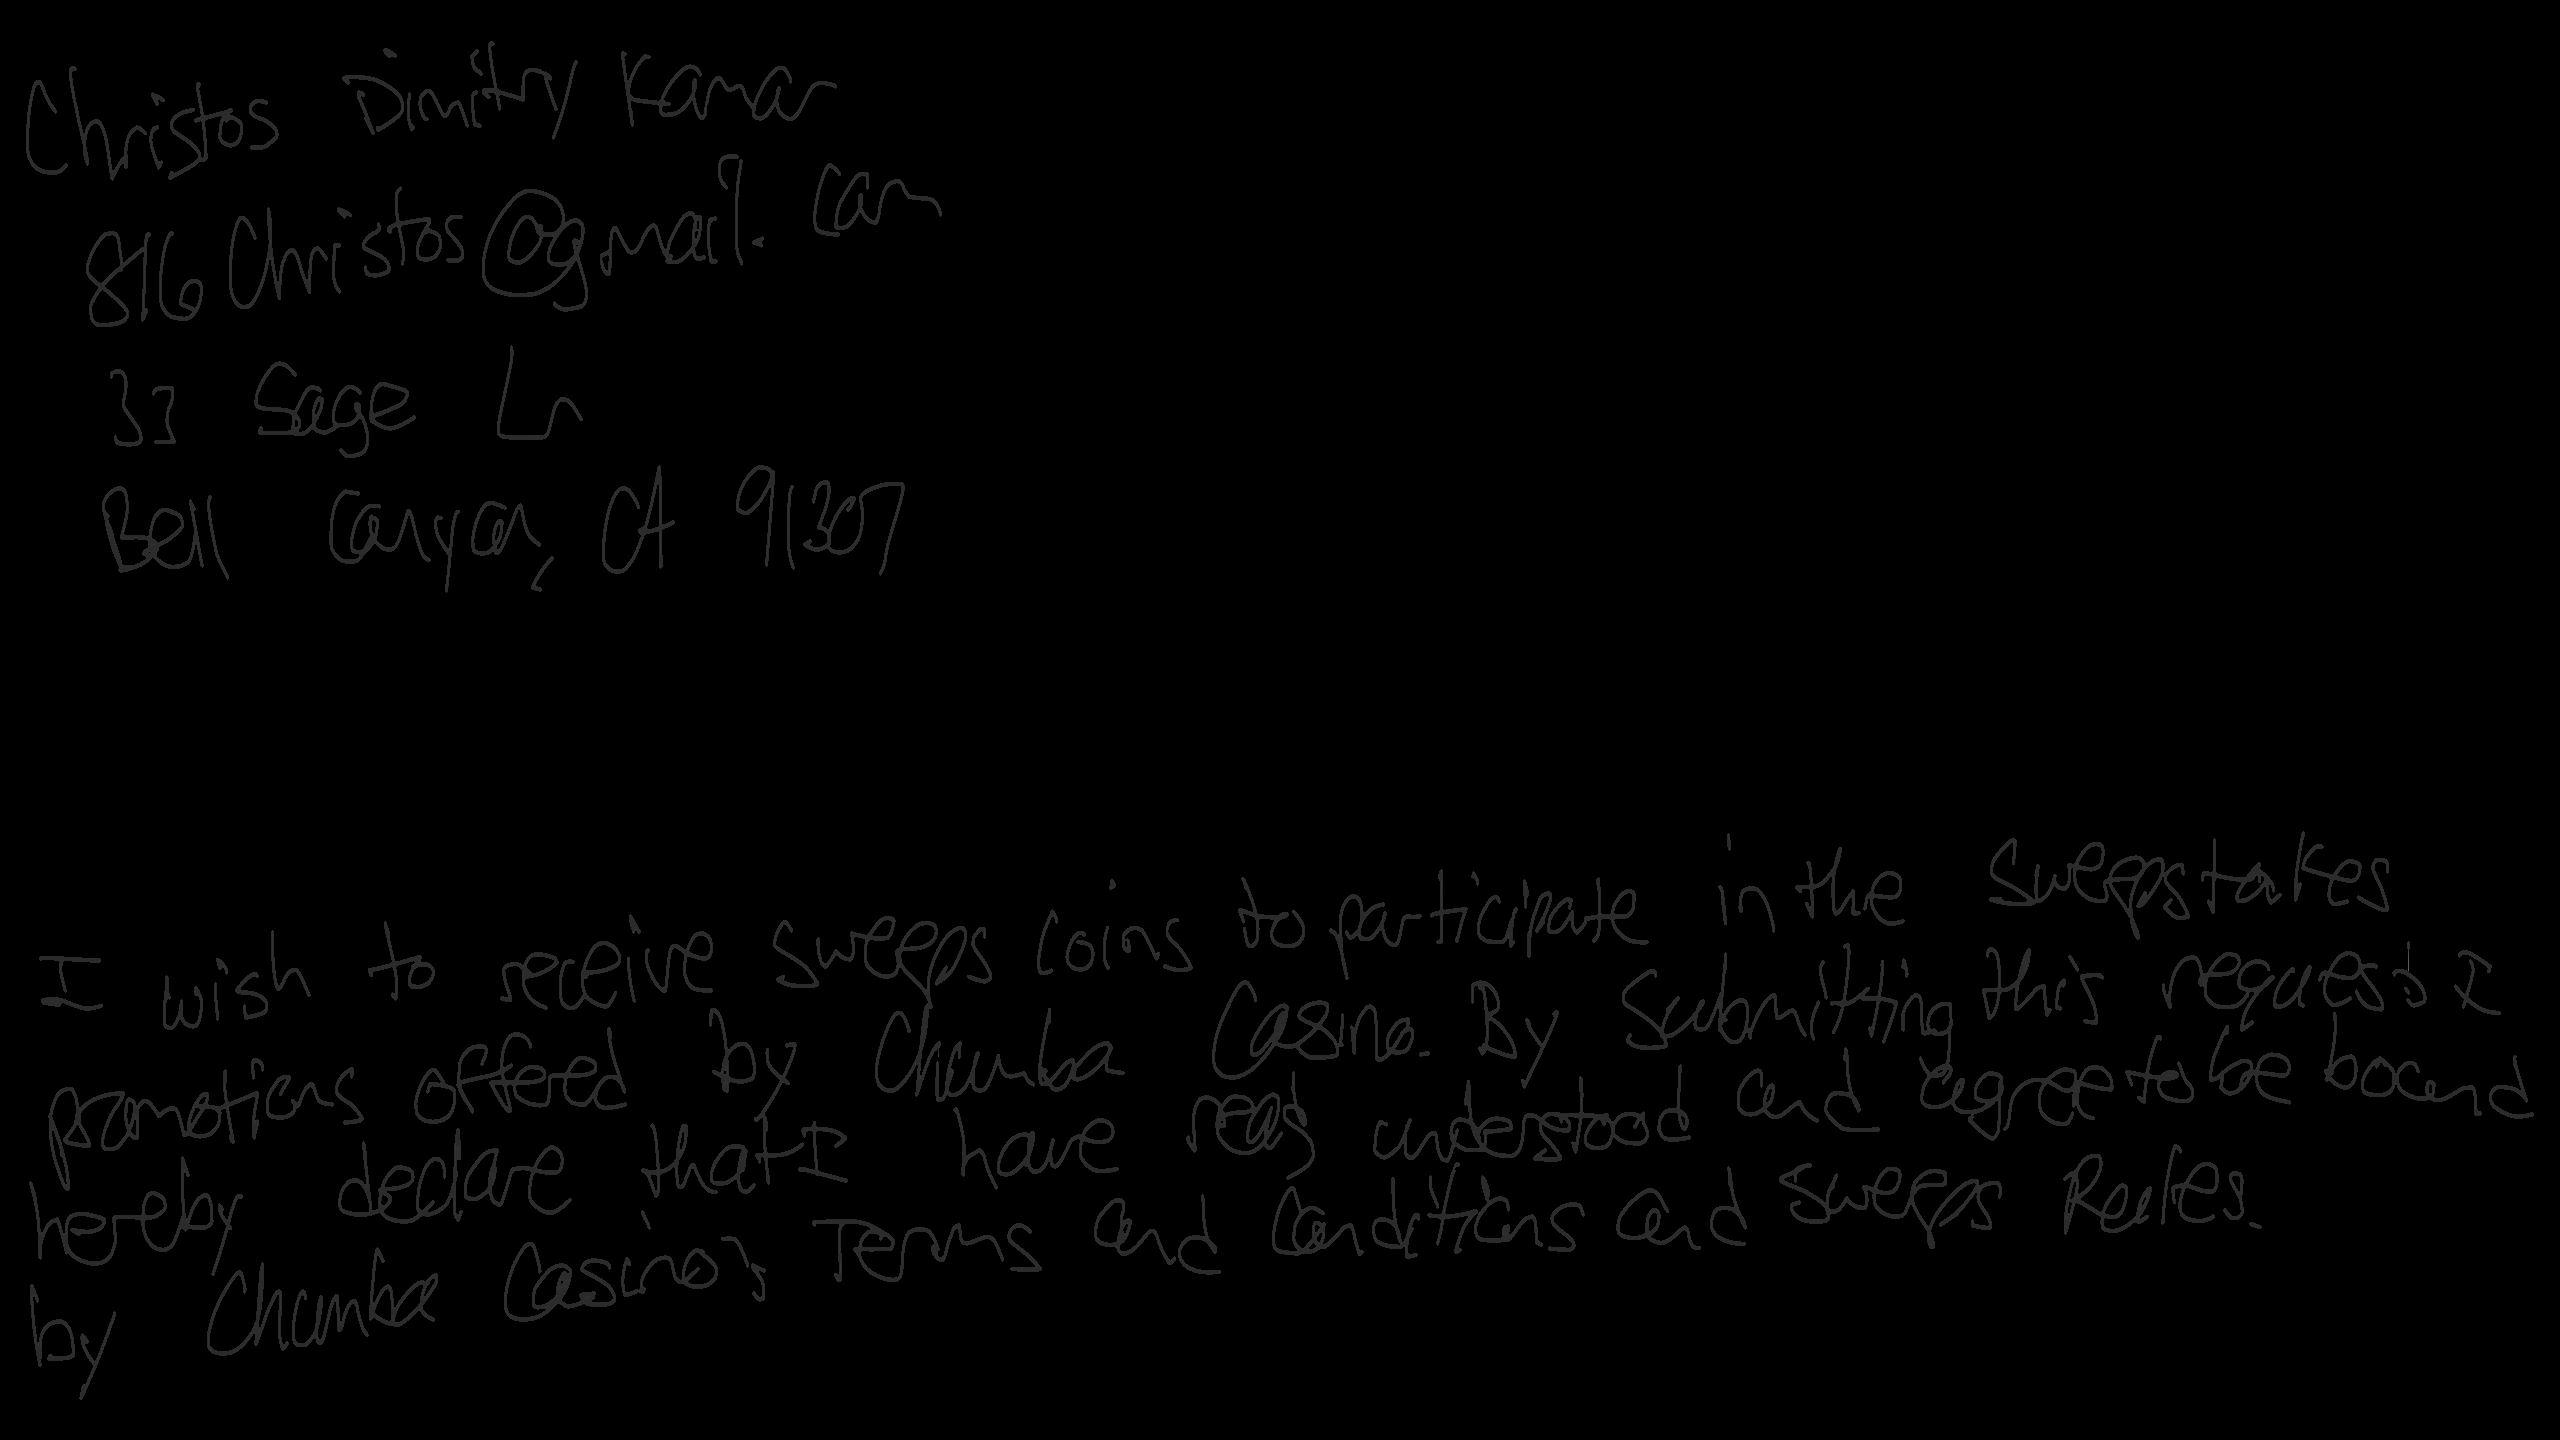 Christos Dimitry Kamar
816Christos@gmail.com
33 Sage Ln
Bell Canyon, CA 91307
I wish to receive sweeps coins to participate in the sweepstakes
promotions offered by Chumba Casino. By submitting this request I
hereby declare that I have read, understood and agree to be bound
by Chumba Casino's Terms and Conditions and Sweeps Rules.